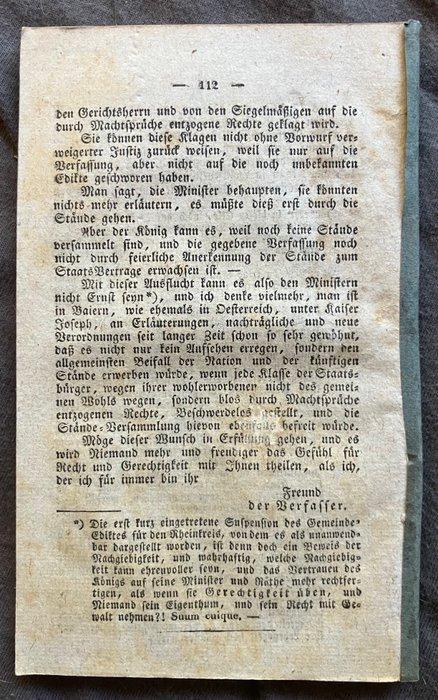 — 112 —
den Gerichtsherrn und von den Siegelmäßigen auf die
durch Machtsprüche entzogene Rechte geklagt wird.
Sie können diese Klagen nicht ohne Vorwurf ver-
weigerter Justiz zurück weisen, weil sie nur auf die
Verfassung, aber nicht auf die noch unbekannten
Edikte geschworen haben.
Man sagt, die Minister behaupten, sie könnten
nichts mehr erläutern, es müßte dieß erst durch die
Stände gehen.
Aber der König kann es, weil noch keine Stände
versammelt sind, und die gegebene Verfassung noch
nicht durch feierliche Anerkennung der Stände zum
StaatsVertrage erwachsen ist. —
Mit dieser Ausflucht kann es also den Ministern
nicht Ernst seyn*), und ich denke vielmehr, man ist
in Baiern, wie ehemals in Oesterreich, unter Kaiser
Joseph, an Erläuterungen, nachträgliche und neue
Verordnungen seit langer Zeit schon so sehr gewöhnt,
daß es nicht nur kein Aufsehen erregen, sondern den
allgemeinsten Beifall der Nation und der künftigen
Stände erwerben würde, wenn jede Klasse der Staats-
bürger, wegen ihrer wohlerworbenen nicht des gemei-
nen Wohls wegen, sondern blos durch Machtsprüche
entzogenen Rechte, Beschwerdelos gestellt, und die
Stände-Versammlung hievon ebenfalls befreit würde.
Möge dieser Wunsch in Erfüllung gehen, und es
wird Niemand mehr und freudiger das Gefühl für
Recht und Gerechtigkeit mit Ihnen theilen, als ich,
der ich für immer bin ihr
Freund
der Verfasser.
*) Die erst kurz eingetretene Suspension des Gemeinde-
Ediktes für den Rheinkreis, von dem es als unanwend-
bar dargestellt worden, ist denn doch ein Beweis der
Nachgiebigkeit, und wahrhaftig, welche Nachgiebig-
keit kann ehrenvoller seyn, und das Vertrauen des
Königs auf seine Minister und Räthe mehr rechtfer-
tigen, als wenn sie Gerechtigkeit üben, und
Niemand sein Eigenthum, und sein Recht mit Ge-
walt nehmen?! Suum cuique. —